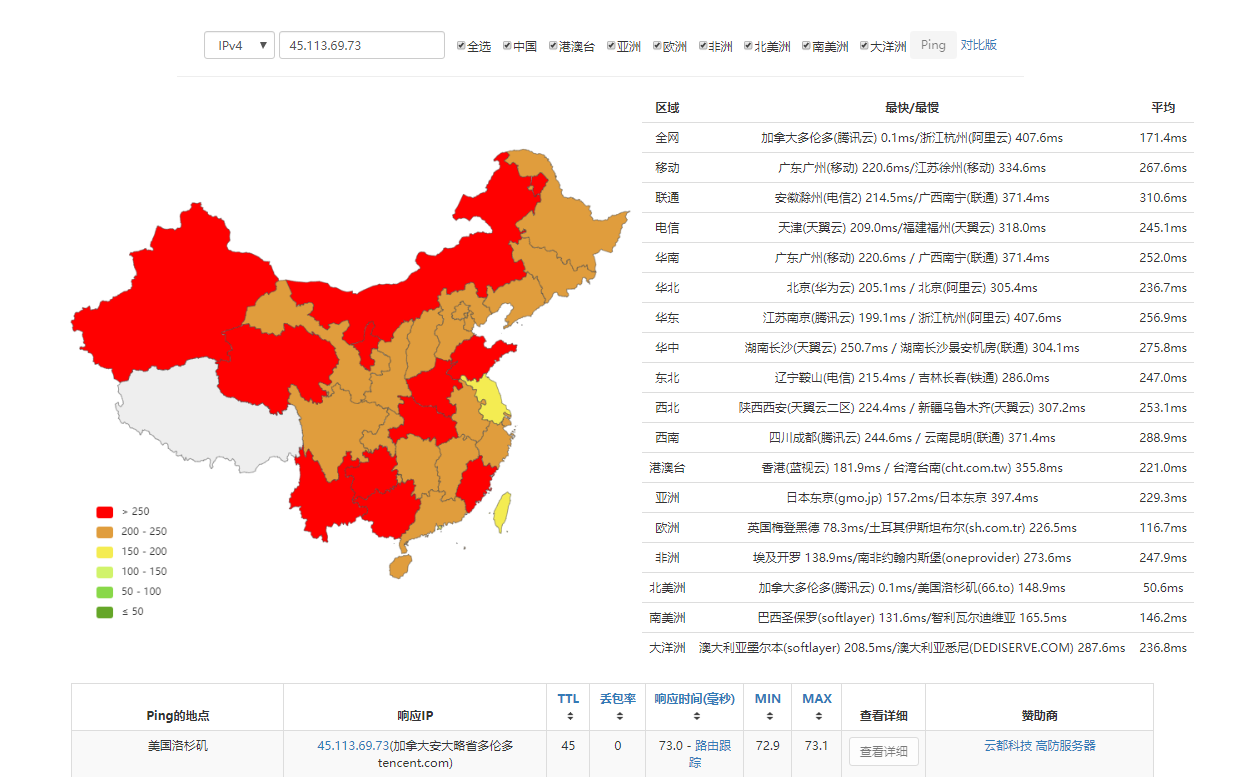 IPv4 ▼ 45.113.69.73 全选 中国 港澳台 亚洲 欧洲 非洲 北美洲 南美洲 大洋洲 Ping 对比版
区域 最快/最慢 平均
全网 加拿大多伦多(腾讯云) 0.1ms/浙江杭州(阿里云) 407.6ms 171.4ms
移动 广东广州(移动) 220.6ms/江苏徐州(移动) 334.6ms 267.6ms
联通 安徽滁州(电信2) 214.5ms/广西南宁(联通) 371.4ms 310.6ms
电信 天津(天翼云) 209.0ms/福建福州(天翼云) 318.0ms 245.1ms
华南 广东广州(移动) 220.6ms / 广西南宁(联通) 371.4ms 252.0ms
华北 北京(华为云) 205.1ms / 北京(阿里云) 305.4ms 236.7ms
华东 江苏南京(腾讯云) 199.1ms / 浙江杭州(阿里云) 407.6ms 256.9ms
华中 湖南长沙(天翼云) 250.7ms / 湖南长沙景安机房(联通) 304.1ms 275.8ms
东北 辽宁鞍山(电信) 215.4ms / 吉林长春(铁通) 286.0ms 247.0ms
西北 陕西西安(天翼云二区) 224.4ms / 新疆乌鲁木齐(天翼云) 307.2ms 253.1ms
西南 四川成都(腾讯云) 244.6ms / 云南昆明(联通) 371.4ms 288.9ms
港澳台 香港(蓝视云) 181.9ms / 台湾台南(cht.com.tw) 355.8ms 221.0ms
亚洲 日本东京(gmo.jp) 157.2ms/日本东京 397.4ms 229.3ms
欧洲 英国梅登黑德 78.3ms/土耳其伊斯坦布尔(sh.com.tr) 226.5ms 116.7ms
非洲 埃及开罗 138.9ms/南非约翰内斯堡(oneprovider) 273.6ms 247.9ms
北美洲 加拿大多伦多(腾讯云) 0.1ms/美国洛杉矶(66.to) 148.9ms 50.6ms
南美洲 巴西圣保罗(softlayer) 131.6ms/智利瓦尔迪维亚 165.5ms 146.2ms
大洋洲 澳大利亚墨尔本(softlayer) 208.5ms/澳大利亚悉尼(DEDISERVE.COM) 287.6ms 236.8ms
> 250
200 - 250
150 - 200
100 - 150
50 - 100
≤ 50
Ping的地点 响应IP TTL 丢包率 响应时间(毫秒) MIN MAX 查看详细 赞助商
美国洛杉矶 45.113.69.73(加拿大安大略省多伦多 45 0 73.0 - 路由跟 72.9 73.1 查看详细 云都科技 高防服务器
tencent.com) 踪